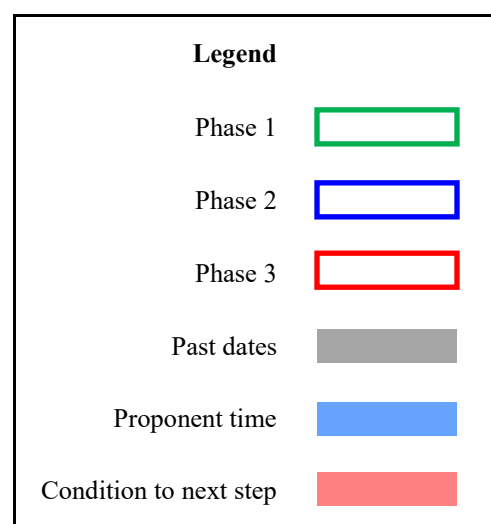 Legend
Phase 1
Phase 2
Phase 3
Past dates
Proponent time
Condition to next step